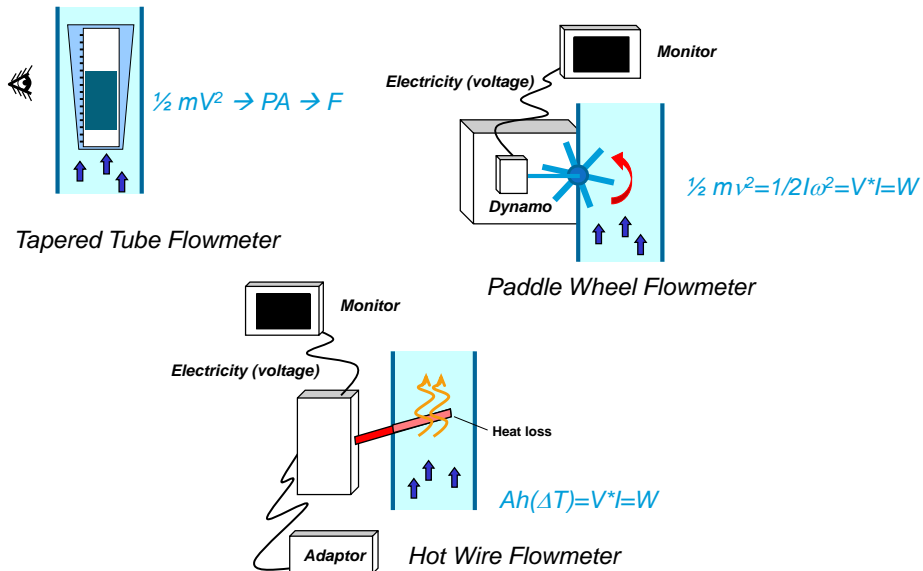 ½ mV² → PA → F
Tapered Tube Flowmeter
Monitor
Electricity (voltage)
Dynamo
½ mv²=1/2Iω²=V*I=W
Paddle Wheel Flowmeter
Monitor
Electricity (voltage)
Heat loss
Ah(ΔT)=V*I=W
Adaptor
Hot Wire Flowmeter